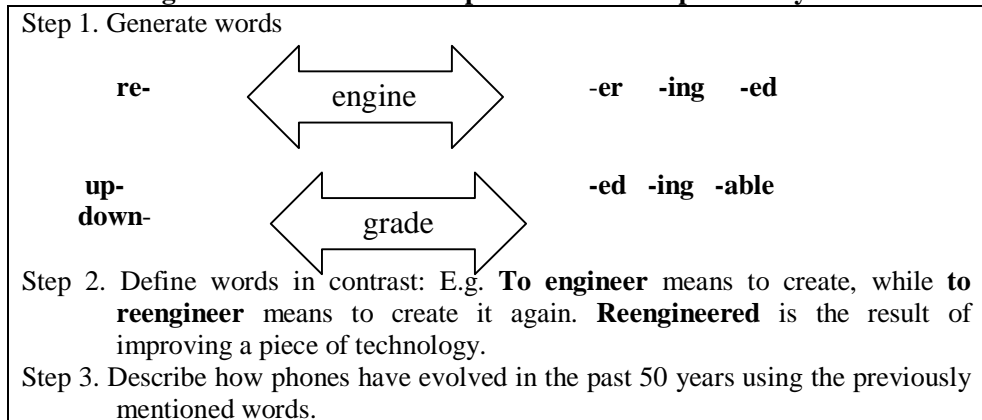 Step 1. Generate words
re- engine -er -ing -ed
up- -ed -ing -able
down- grade
Step 2. Define words in contrast: E.g. To engineer means to create, while to
reengineer means to create it again. Reengineered is the result of
improving a piece of technology.
Step 3. Describe how phones have evolved in the past 50 years using the previously
mentioned words.